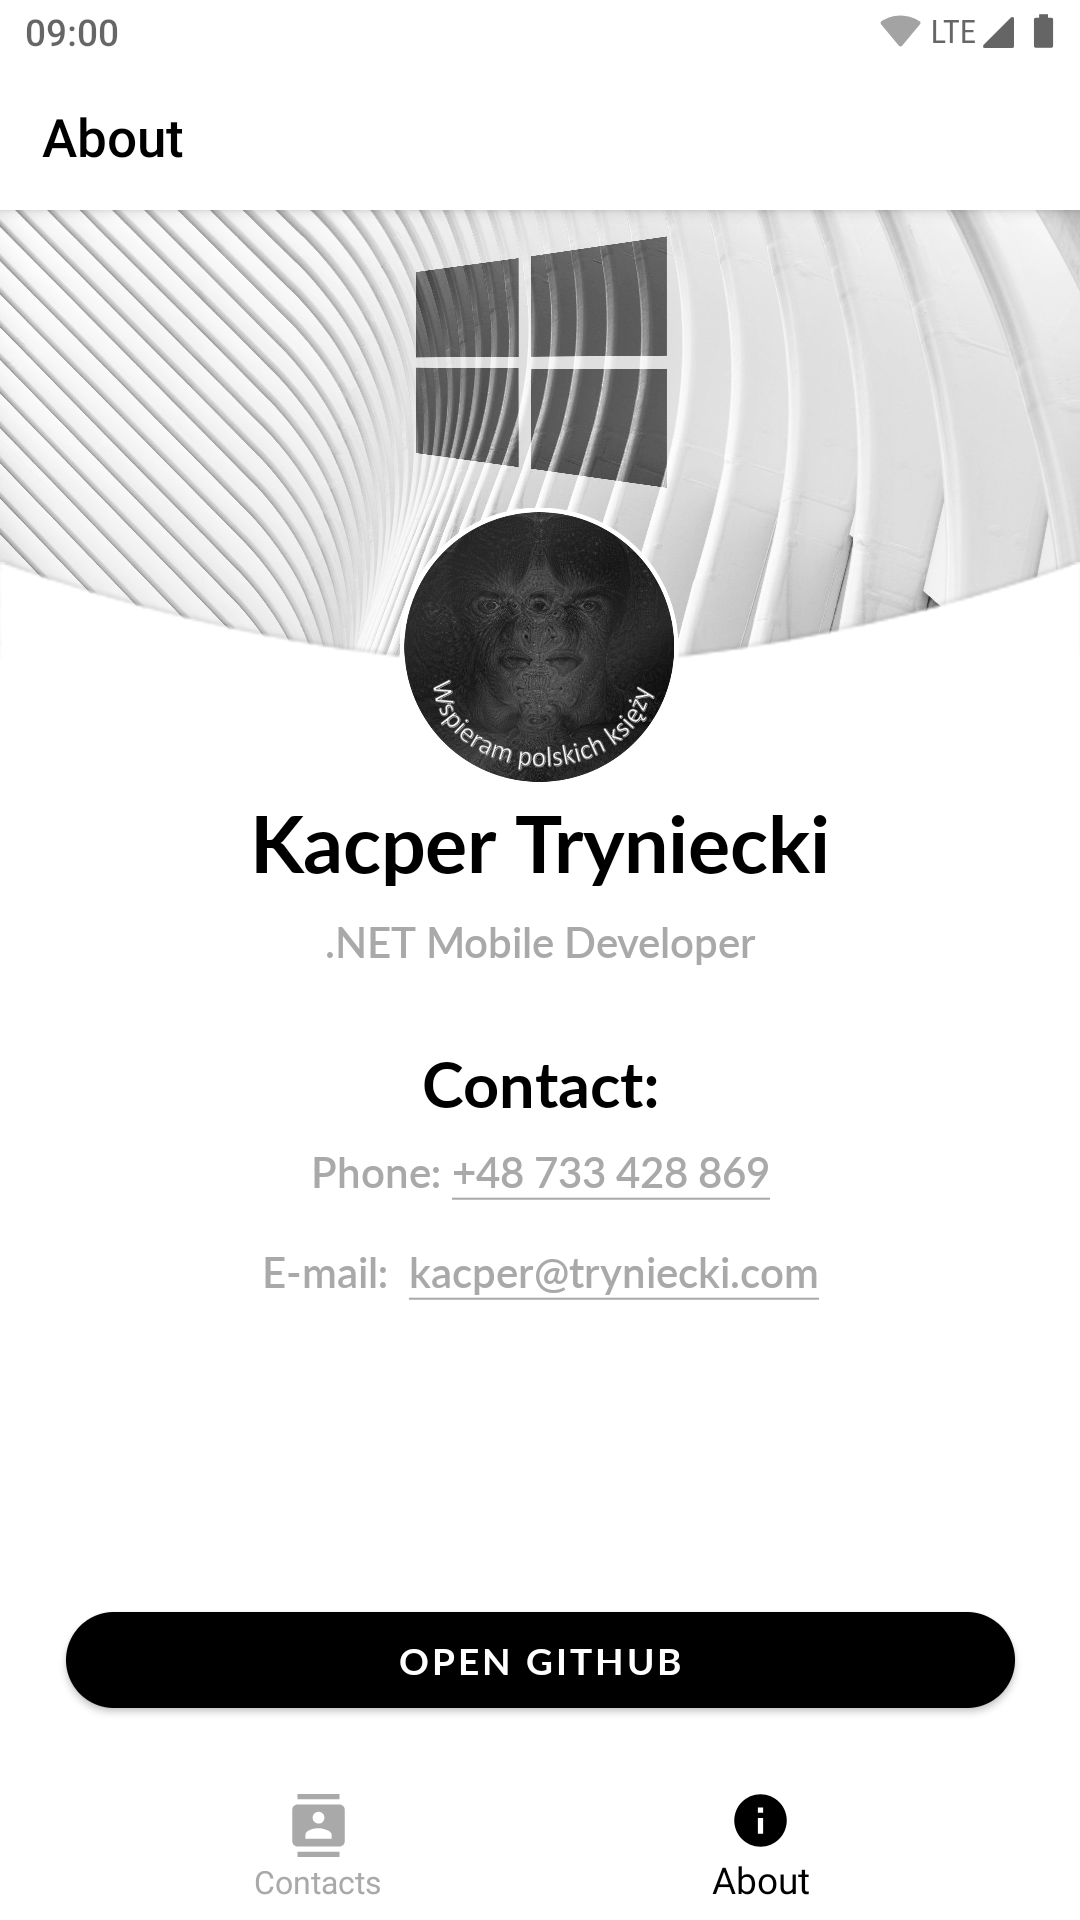 09:00
LTE
About
Wspieram polskich księży
Kacper Tryniecki
.NET Mobile Developer
Contact:
Phone: +48 733 428 869
E-mail: kacper@tryniecki.com
OPEN GITHUB
Contacts
About